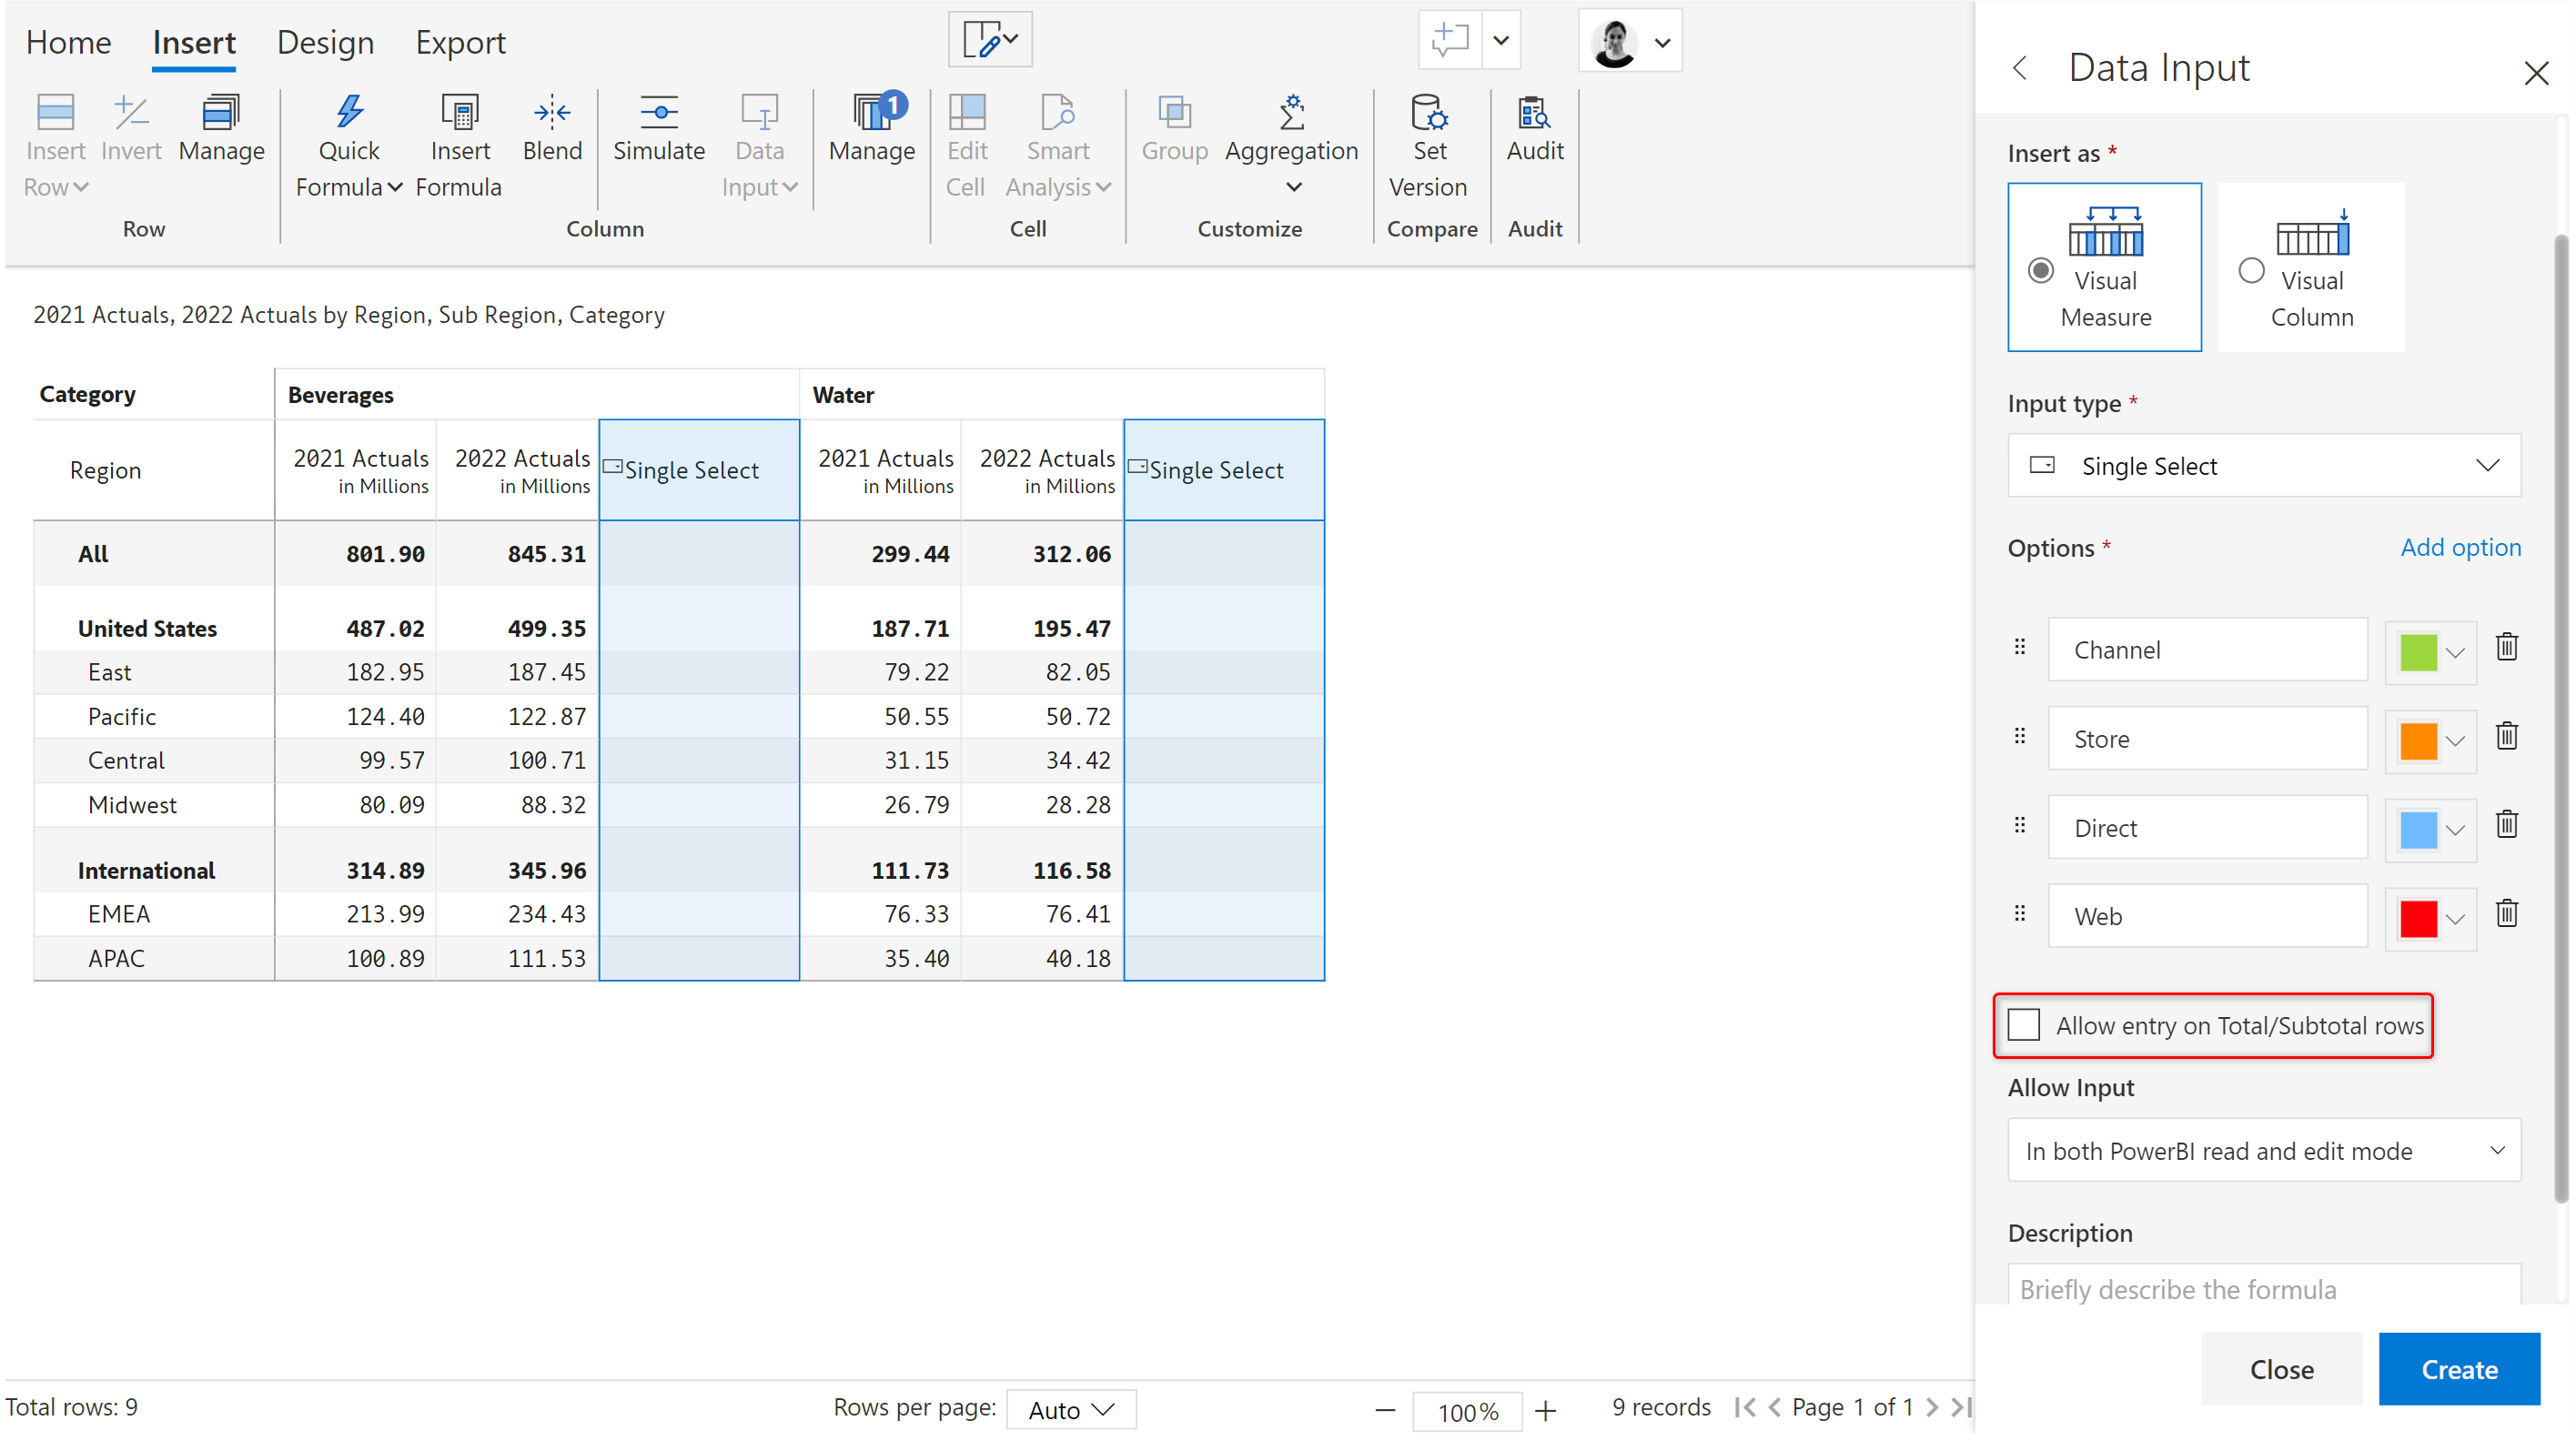 Home Insert Design Export
1
Insert Row Invert Manage Quick Formula Insert Formula Blend Simulate Data Input Manage Edit Cell Smart Analysis Group Aggregation Set Version Audit
Row Column Cell Customize Compare Audit
2021 Actuals, 2022 Actuals by Region, Sub Region, Category
Category Beverages Water
Region 2021 Actuals in Millions 2022 Actuals in Millions Single Select 2021 Actuals in Millions 2022 Actuals in Millions Single Select
All 801.90 845.31 299.44 312.06
United States 487.02 499.35 187.71 195.47
East 182.95 187.45 79.22 82.05
Pacific 124.40 122.87 50.55 50.72
Central 99.57 100.71 31.15 34.42
Midwest 80.09 88.32 26.79 28.28
International 314.89 345.96 111.73 116.58
EMEA 213.99 234.43 76.33 76.41
APAC 100.89 111.53 35.40 40.18
Total rows: 9 Rows per page: Auto 100% 9 records Page 1 of 1
Data Input
Insert as *
Visual Measure
Visual Column
Input type *
Single Select
Options * Add option
Channel
Store
Direct
Web
Allow entry on Total/Subtotal rows
Allow Input
In both PowerBI read and edit mode
Description
Briefly describe the formula
Close Create